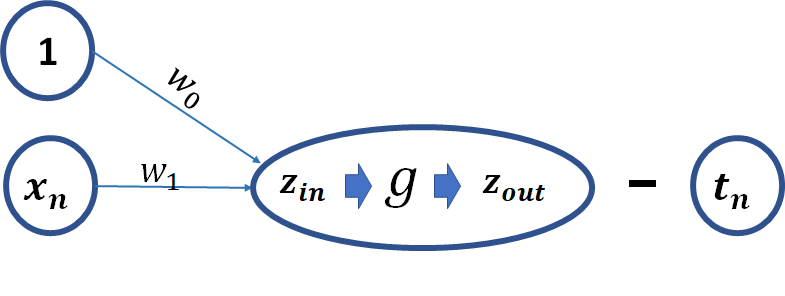 1
w₀
xₙ
w₁
zᵢₙ g zₒᵤₜ − tₙ